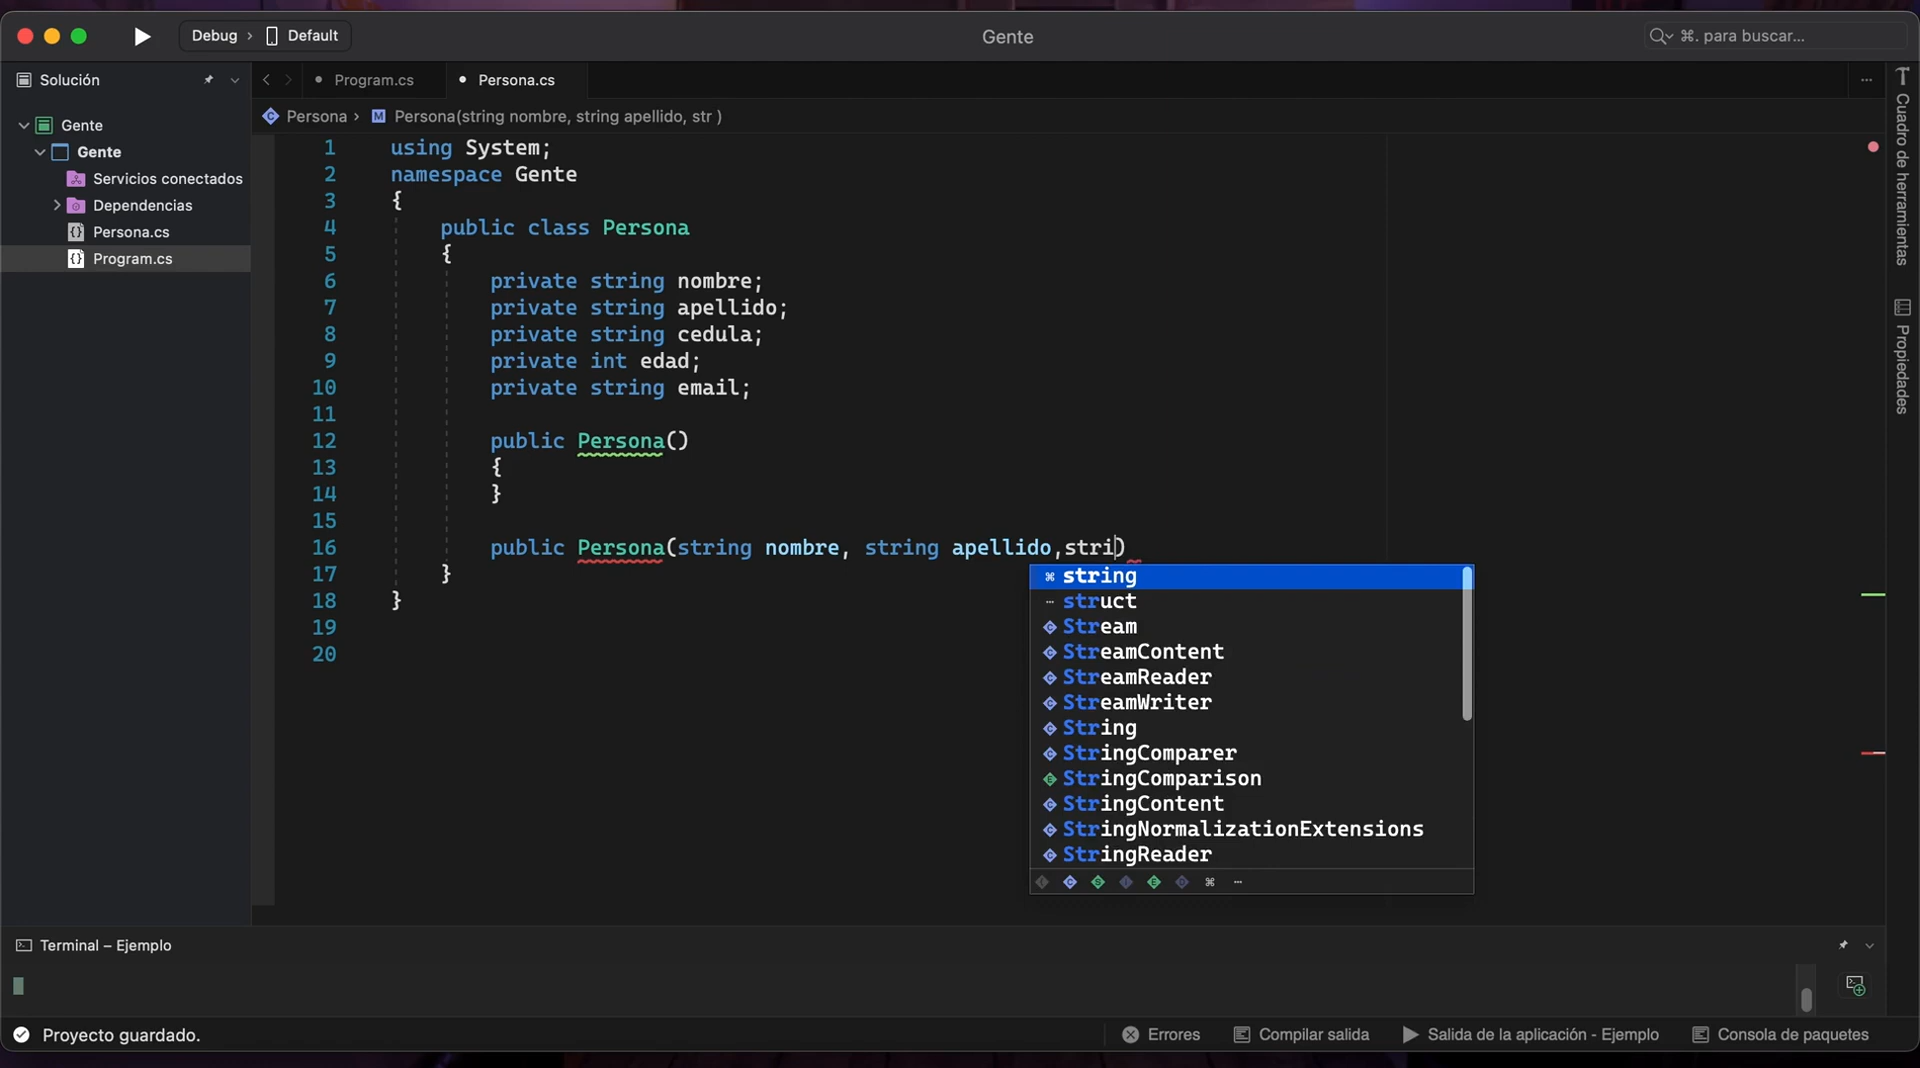 Debug › Default
Gente
⌘. para buscar...
Solución
Program.cs
Persona.cs
Persona › Persona(string nombre, string apellido, str )
Gente
Gente
Servicios conectados
Dependencias
Persona.cs
Program.cs
1 using System;
2 namespace Gente
3 {
4 public class Persona
5 {
6 private string nombre;
7 private string apellido;
8 private string cedula;
9 private int edad;
10 private string email;
11
12 public Persona()
13 {
14 }
15
16 public Persona(string nombre, string apellido,stri)
17 }
18 }
19
20
string
struct
Stream
StreamContent
StreamReader
StreamWriter
String
StringComparer
StringComparison
StringContent
StringNormalizationExtensions
StringReader
Cuadro de herramientas
Propiedades
Terminal – Ejemplo
Proyecto guardado.
Errores
Compilar salida
Salida de la aplicación - Ejemplo
Consola de paquetes